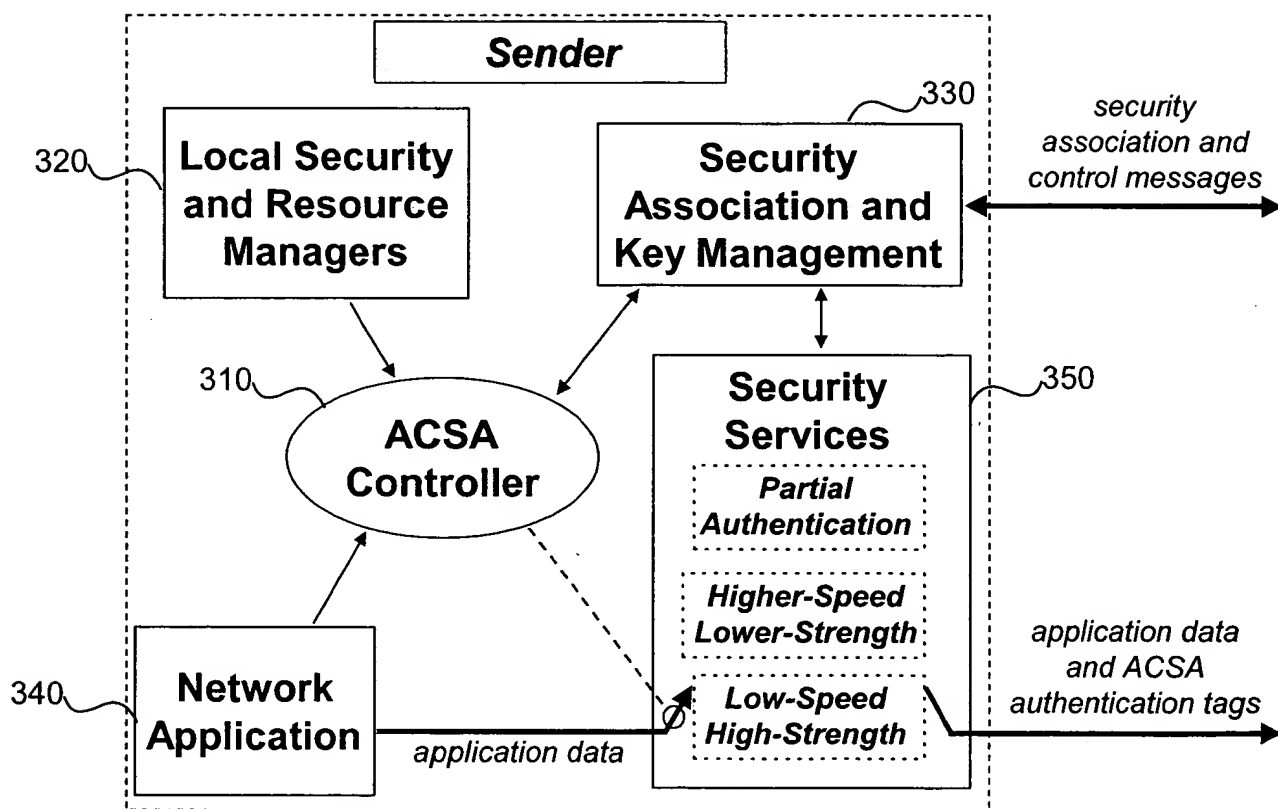 Sender
320
Local Security
and Resource
Managers
330
Security
Association and
Key Management
security
association and
control messages
310
ACSA
Controller
350
Security
Services
Partial
Authentication
Higher-Speed
Lower-Strength
Low-Speed
High-Strength
340
Network
Application
application data
application data
and ACSA
authentication tags